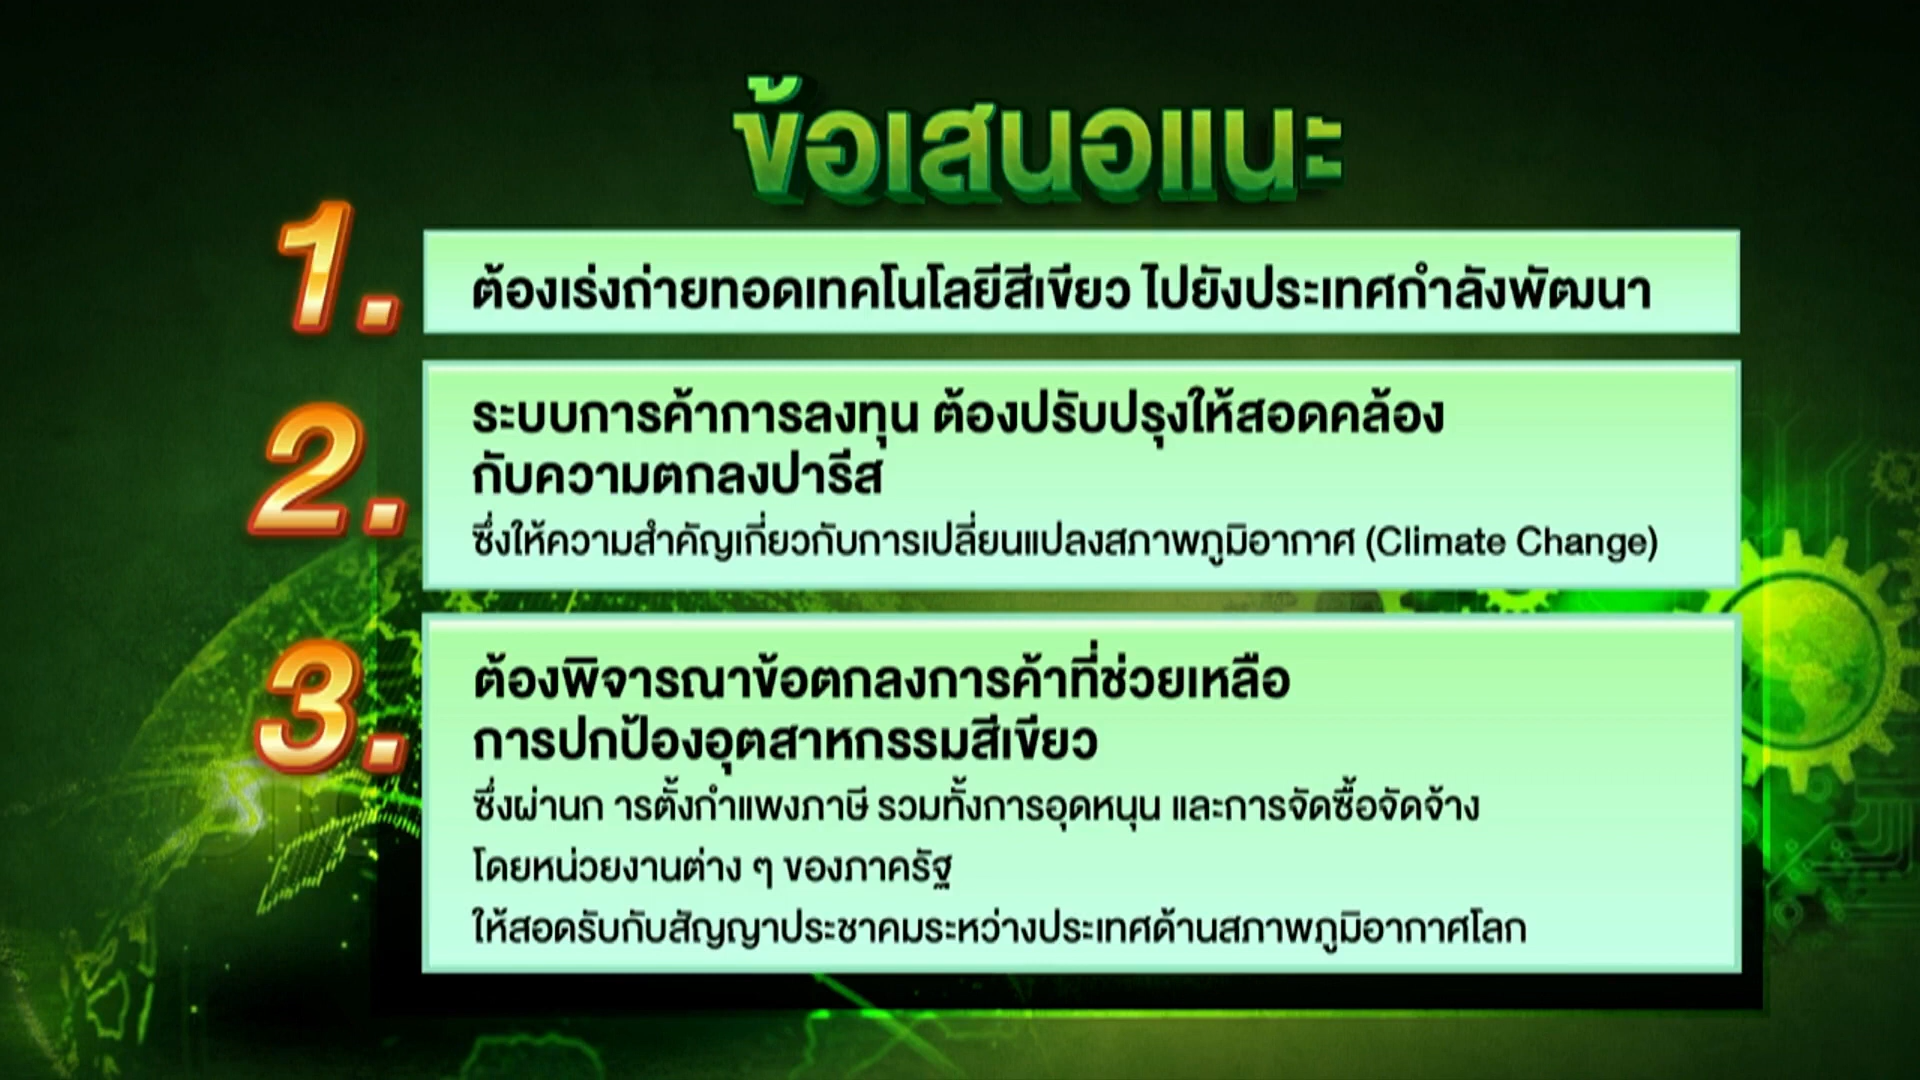 ข้อเสนอแนะ
1.
ต้องเร่งถ่ายทอดเทคโนโลยีสีเขียว ไปยังประเทศกำลังพัฒนา
2.
ระบบการค้าการลงทุน ต้องปรับปรุงให้สอดคล้อง
กับความตกลงปารีส
ซึ่งให้ความสำคัญเกี่ยวกับการเปลี่ยนแปลงสภาพภูมิอากาศ (Climate Change)
3.
ต้องพิจารณาข้อตกลงการค้าที่ช่วยเหลือ
การปกป้องอุตสาหกรรมสีเขียว
ซึ่งผ่านก ารตั้งกำแพงภาษี รวมทั้งการอุดหนุน และการจัดซื้อจัดจ้าง
โดยหน่วยงานต่าง ๆ ของภาครัฐ
ให้สอดรับกับสัญญาประชาคมระหว่างประเทศด้านสภาพภูมิอากาศโลก